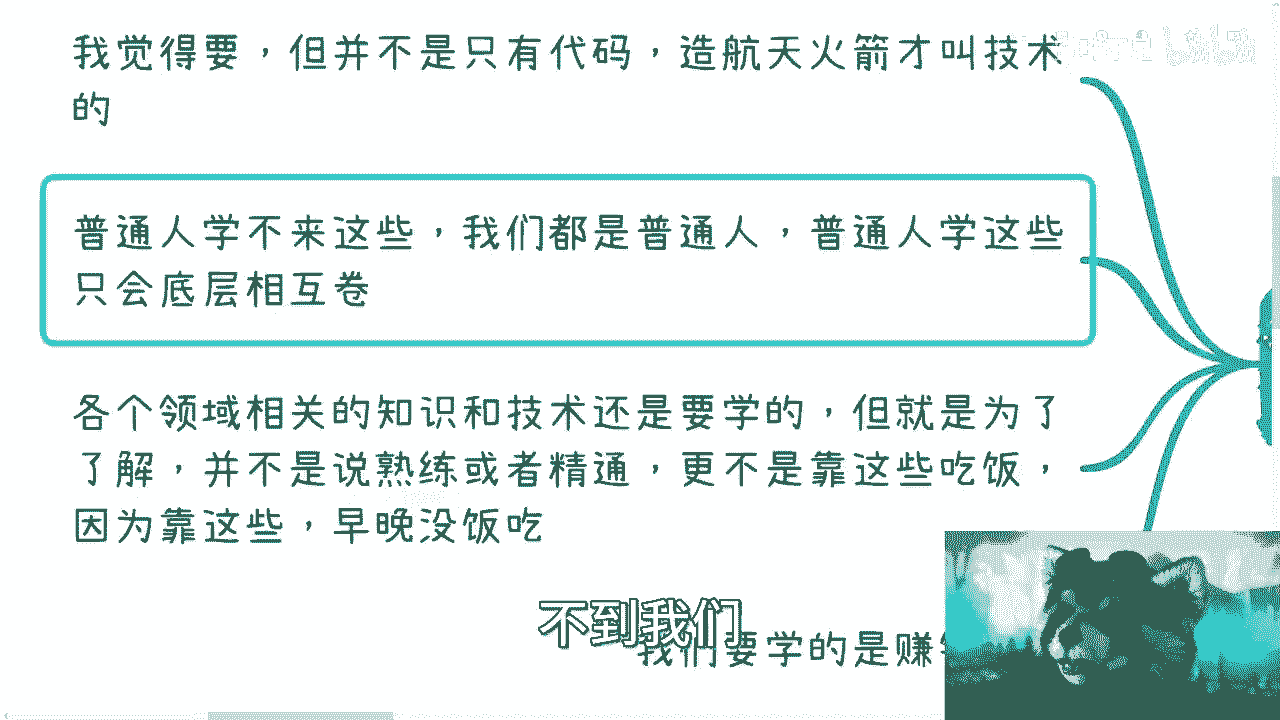 我觉得要，但并不是只有代码，造航天火箭才叫技术
的
普通人学不来这些，我们都是普通人，普通人学这些
只会底层相互卷
各个领域相关的知识和技术还是要学的，但就是为了
了解，并不是说熟练或者精通，更不是靠这些吃饭，
因为靠这些，早晚没饭吃
不到我们
我们要学的是赚